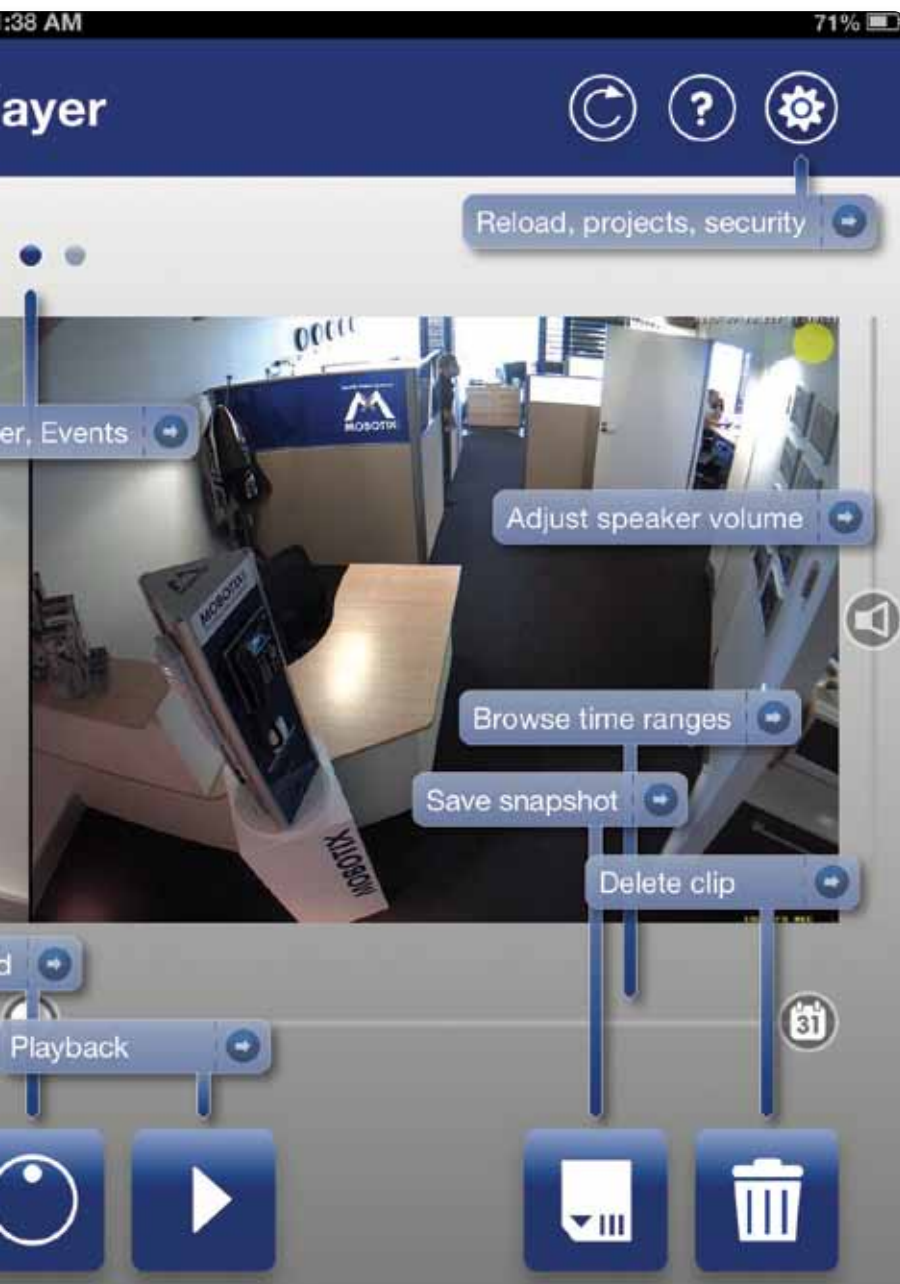 :38 AM
71%
ayer
?
Reload, projects, security
MOBOTIX
er, Events
Adjust speaker volume
MOBOTIX
Browse time ranges
Save snapshot
MOBOTIX
Delete clip
d
31
Playback